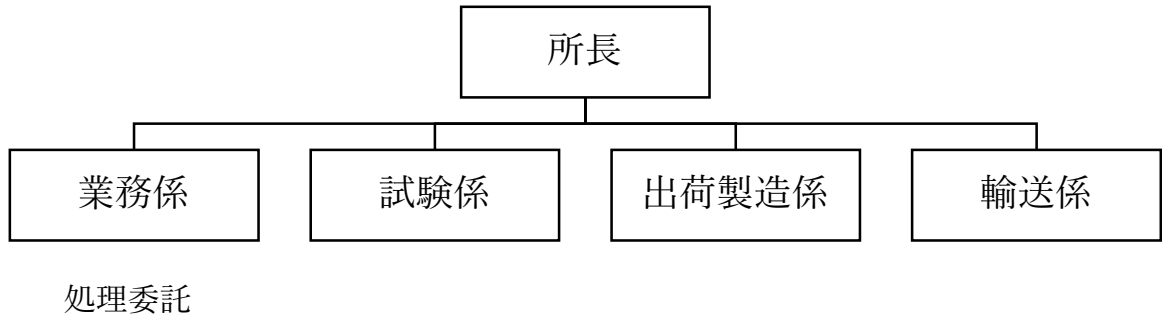 所長
業務係
試験係
出荷製造係
輸送係
処理委託